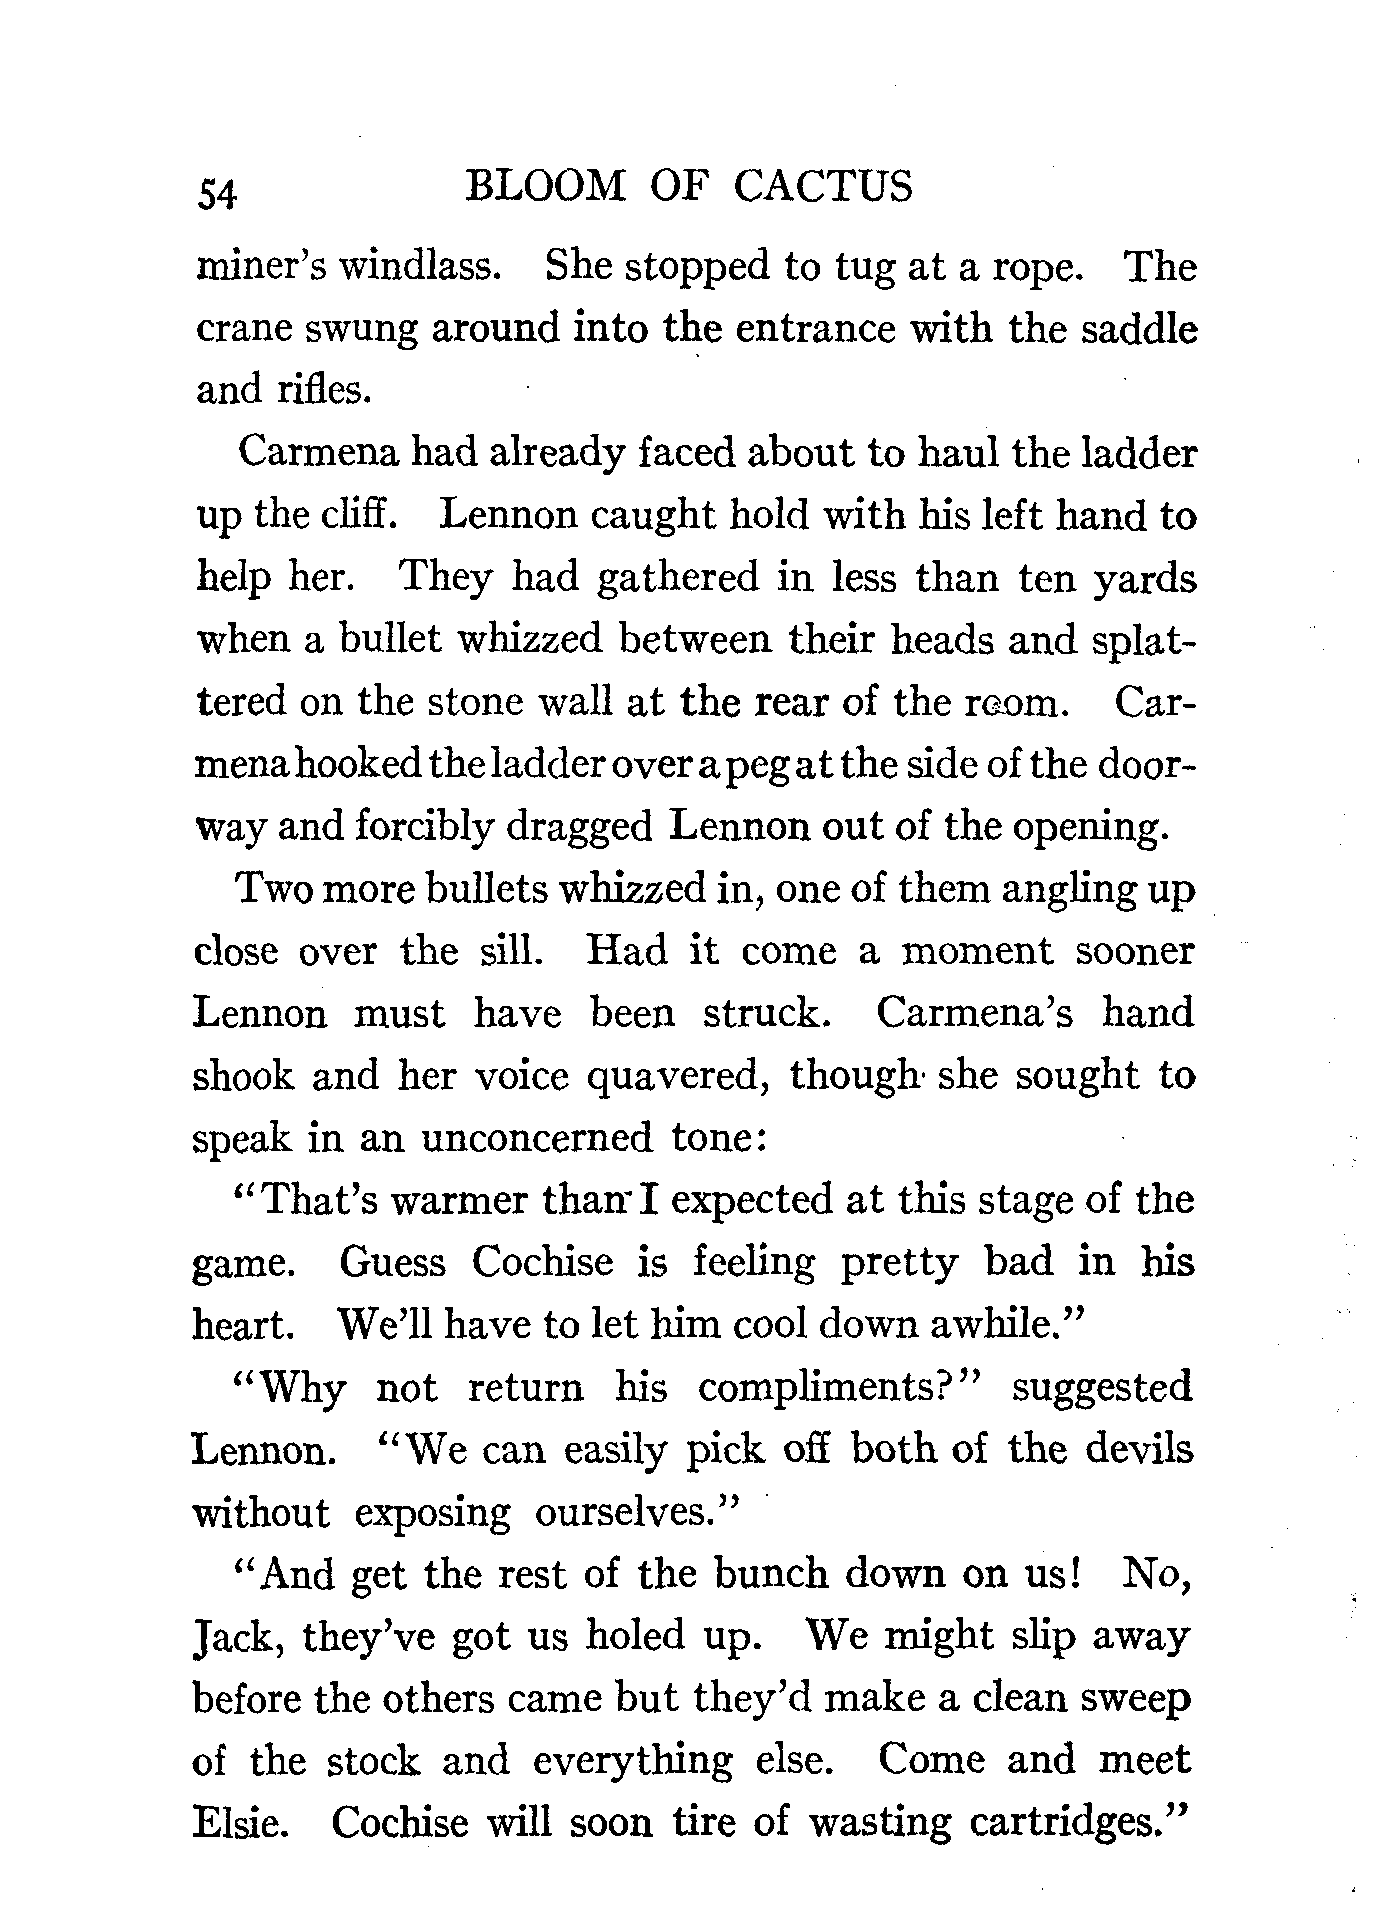 54 BLOOM OF CACTUS
miner's windlass. She stopped to tug at a rope. The
crane swung around into the entrance with the saddle
and rifles.
Carmena had already faced about to haul the ladder
up the cliff. Lennon caught hold with his left hand to
help her. They had gathered in less than ten yards
when a bullet whizzed between their heads and splat-
tered on the stone wall at the rear of the room. Car-
mena hooked the ladder over a peg at the side of the door-
way and forcibly dragged Lennon out of the opening.
Two more bullets whizzed in, one of them angling up
close over the sill. Had it come a moment sooner
Lennon must have been struck. Carmena's hand
shook and her voice quavered, though she sought to
speak in an unconcerned tone:
"That's warmer than I expected at this stage of the
game. Guess Cochise is feeling pretty bad in his
heart. We'll have to let him cool down awhile."
"Why not return his compliments?" suggested
Lennon. "We can easily pick off both of the devils
without exposing ourselves."
"And get the rest of the bunch down on us! No,
Jack, they've got us holed up. We might slip away
before the others came but they'd make a clean sweep
of the stock and everything else. Come and meet
Elsie. Cochise will soon tire of wasting cartridges."